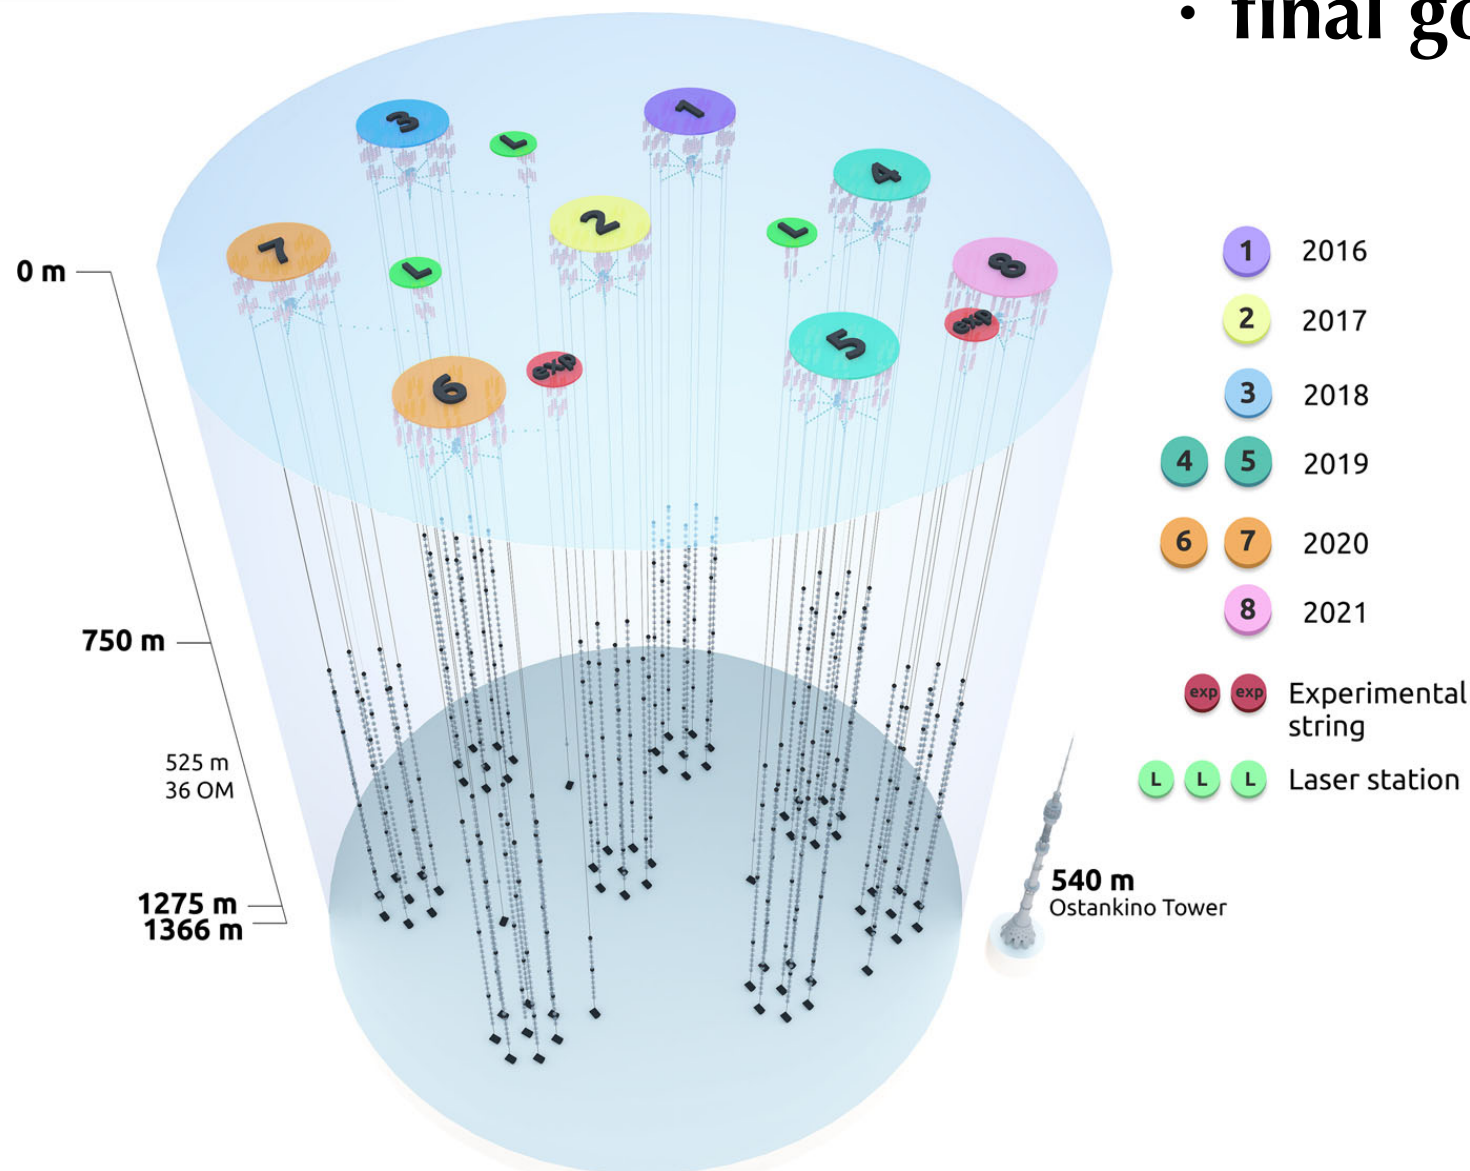 • final go
3
L
1
4
2
L
7
L
8
exp
5
exp
6
0 m
750 m
525 m
36 OM
1275 m
1366 m
1 2016
2 2017
3 2018
4 5 2019
6 7 2020
8 2021
exp exp Experimental
string
L L L Laser station
540 m
Ostankino Tower